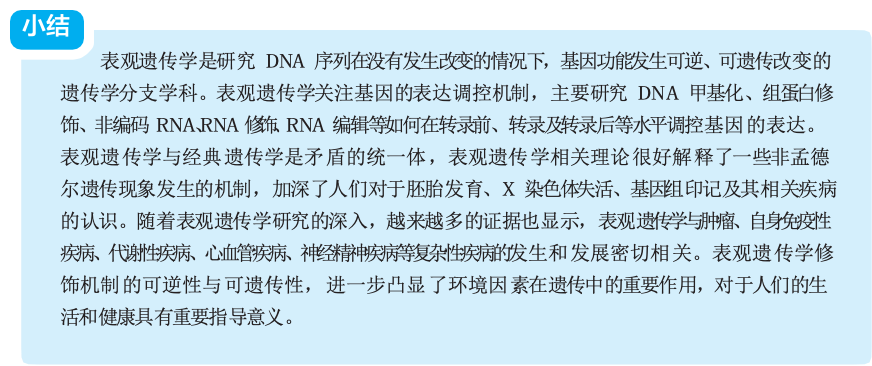 小结
表观遗传学是研究 DNA 序列在没有发生改变的情况下，基因功能发生可逆、可遗传改变的
遗传学分支学科。表观遗传学关注基因的表达调控机制，主要研究 DNA 甲基化、组蛋白修
饰、非编码 RNA、RNA 修饰、RNA 编辑等如何在转录前、转录及转录后等水平调控基因的表达。
表观遗传学与经典遗传学是矛盾的统一体，表观遗传学相关理论很好解释了一些非孟德
尔遗传现象发生的机制，加深了人们对于胚胎发育、X 染色体失活、基因组印记及其相关疾病
的认识。随着表观遗传学研究的深入，越来越多的证据也显示，表观遗传学与肿瘤、自身免疫性
疾病、代谢性疾病、心血管疾病、神经精神疾病等复杂性疾病的发生和发展密切相关。表观遗传学修
饰机制的可逆性与可遗传性，进一步凸显了环境因素在遗传中的重要作用，对于人们的生
活和健康具有重要指导意义。